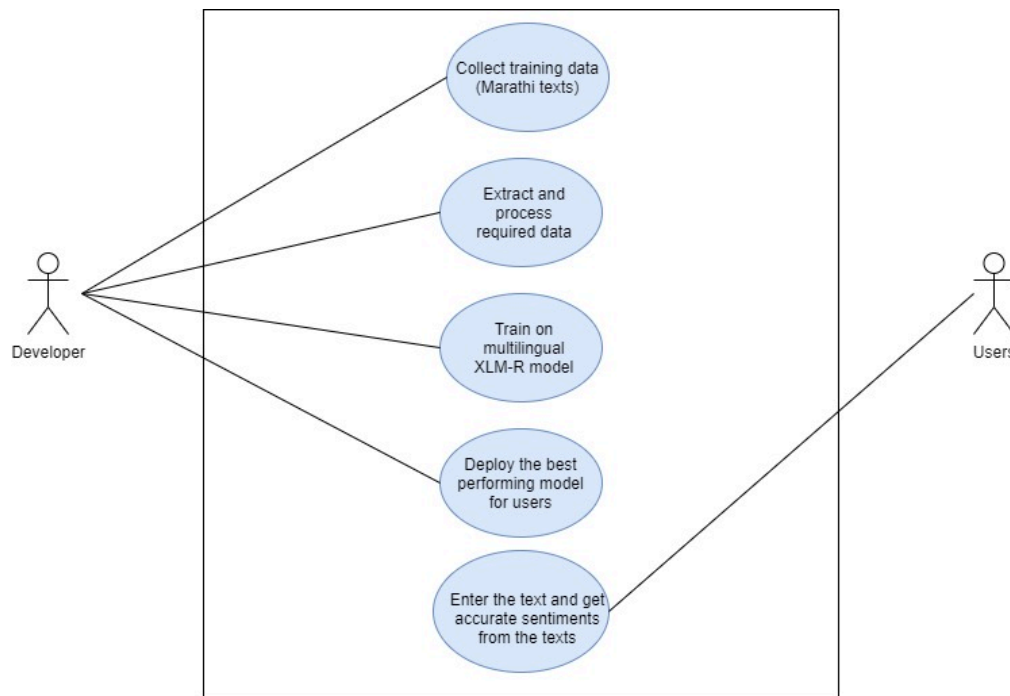 Collect training data
(Marathi texts)
Extract and
process
required data
Developer
Train on
multilingual
XLM-R model
Users
Deploy the best
performing model
for users
Enter the text and get
accurate sentiments
from the texts